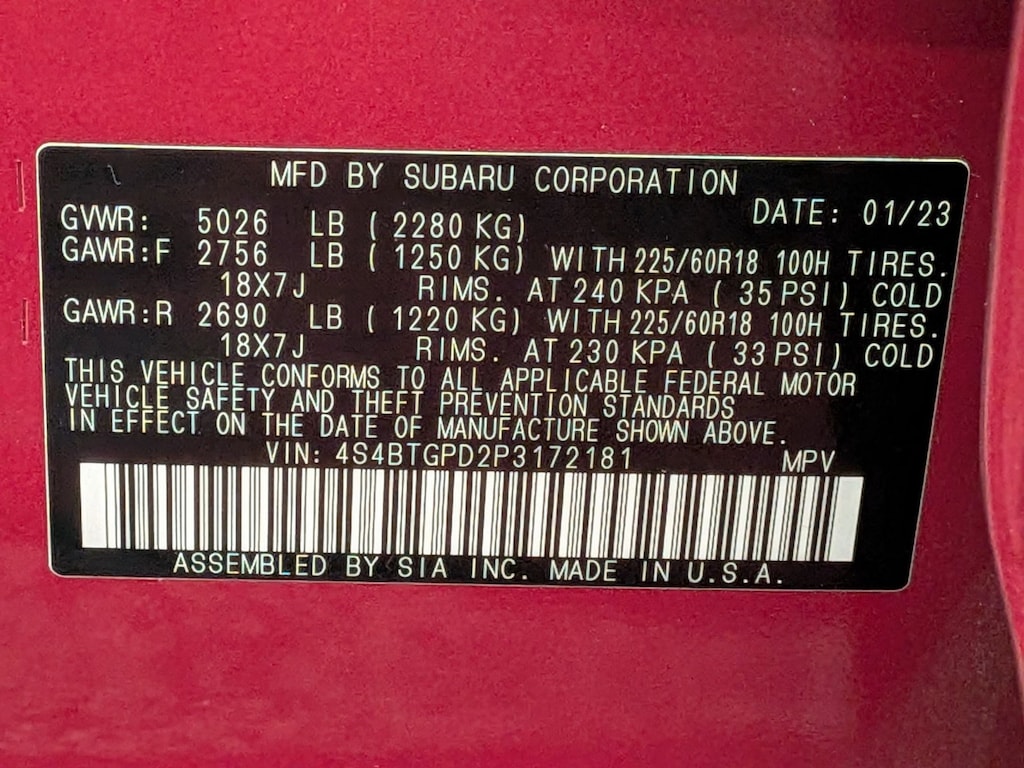 MFD BY SUBARU CORPORATION
GVWR: 5026 LB ( 2280 KG) DATE: 01/23
GAWR:F 2756 LB ( 1250 KG) WITH 225/60R18 100H TIRES.
18X7J RIMS. AT 240 KPA ( 35 PSI) COLD
GAWR:R 2690 LB ( 1220 KG) WITH 225/60R18 100H TIRES.
18X7J RIMS. AT 230 KPA ( 33 PSI) COLD
THIS VEHICLE CONFORMS TO ALL APPLICABLE FEDERAL MOTOR
VEHICLE SAFETY AND THEFT PREVENTION STANDARDS
IN EFFECT ON THE DATE OF MANUFACTURE SHOWN ABOVE.
VIN: 4S4BTGPD2P3172181 MPV
ASSEMBLED BY SIA INC. MADE IN U.S.A.